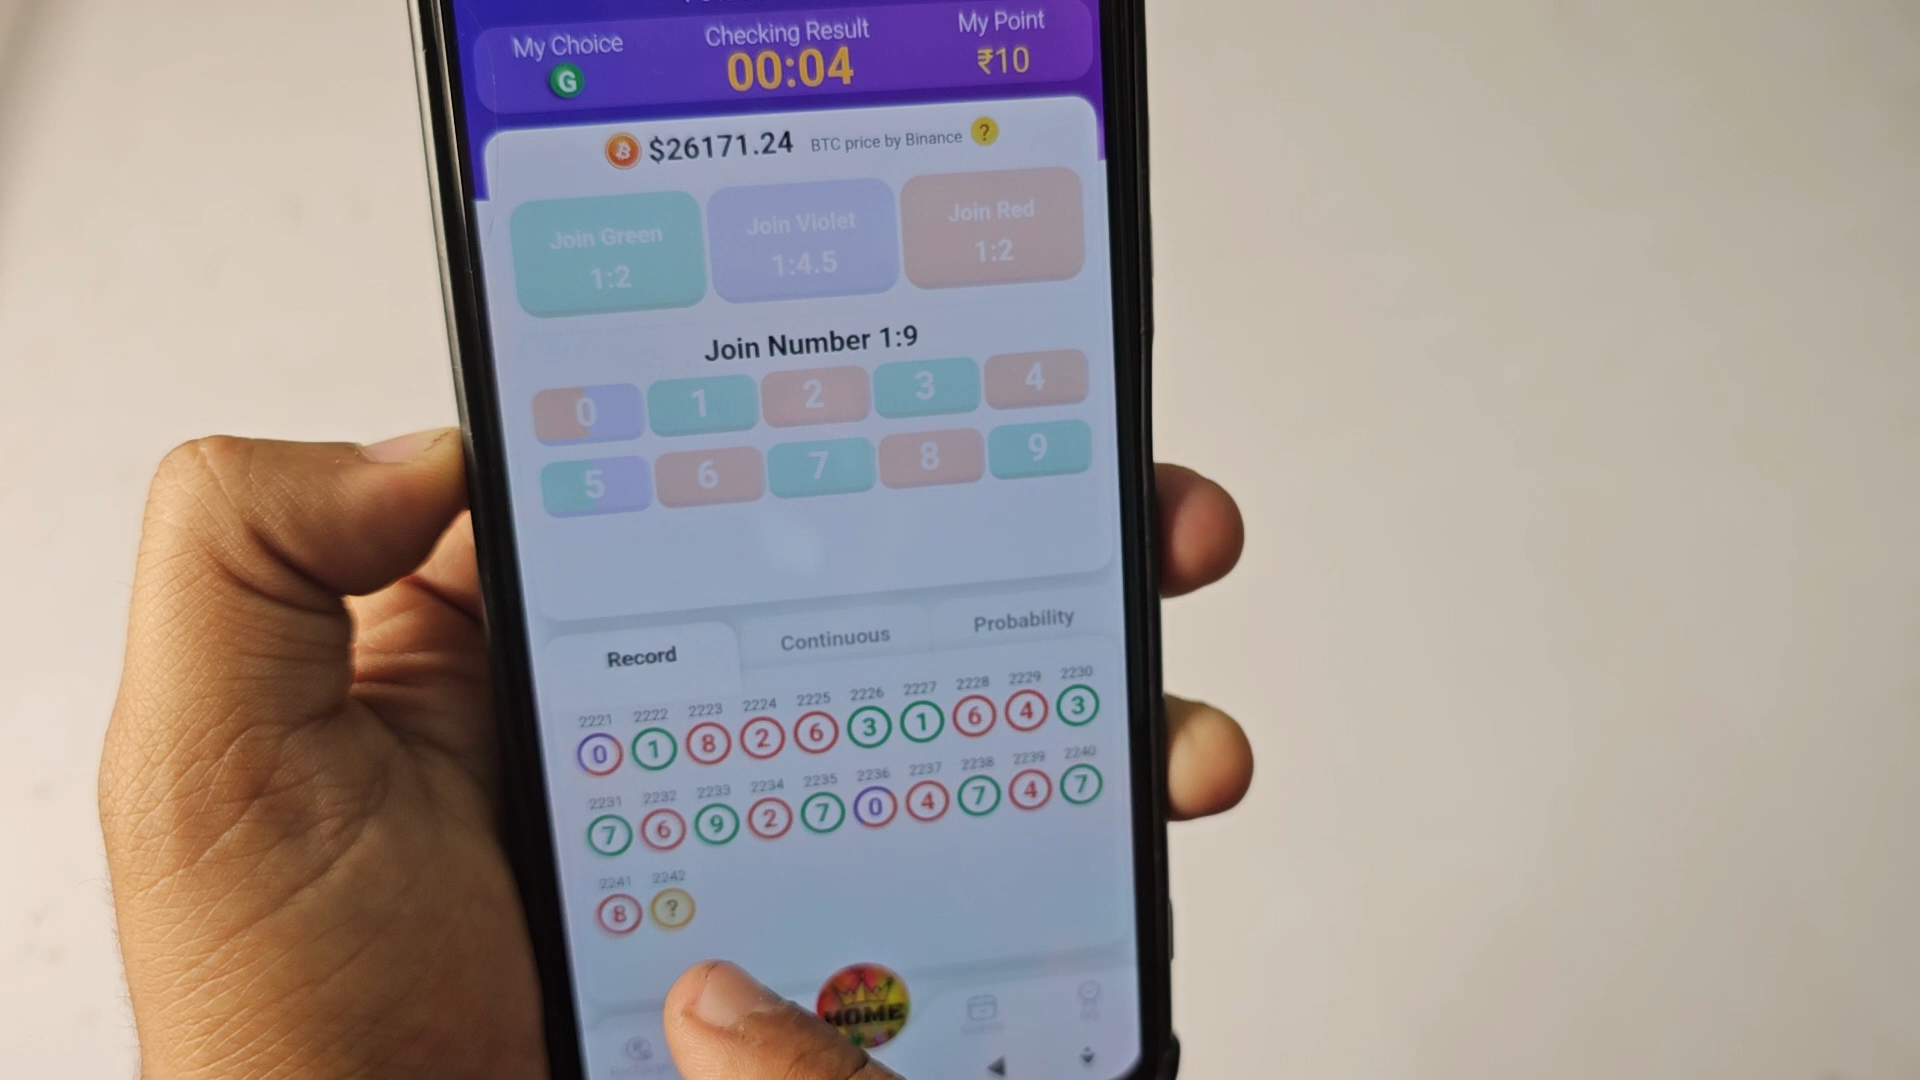 My Choice Checking Result My Point
G 00:04 ₹10
$26171.24 BTC price by Binance ?
Join Green Join Violet Join Red
1:2 1:4.5 1:2
Join Number 1:9
0 1 2 3 4
5 6 7 8 9
Record Continuous Probability
2221 2222 2223 2224 2225 2226 2227 2228 2229 2230
0 1 8 2 6 3 1 6 4 3
2231 2232 2233 2234 2235 2236 2237 2238 2239 2240
7 6 9 2 7 0 4 7 4 7
2241 2242
8 ?
HOME